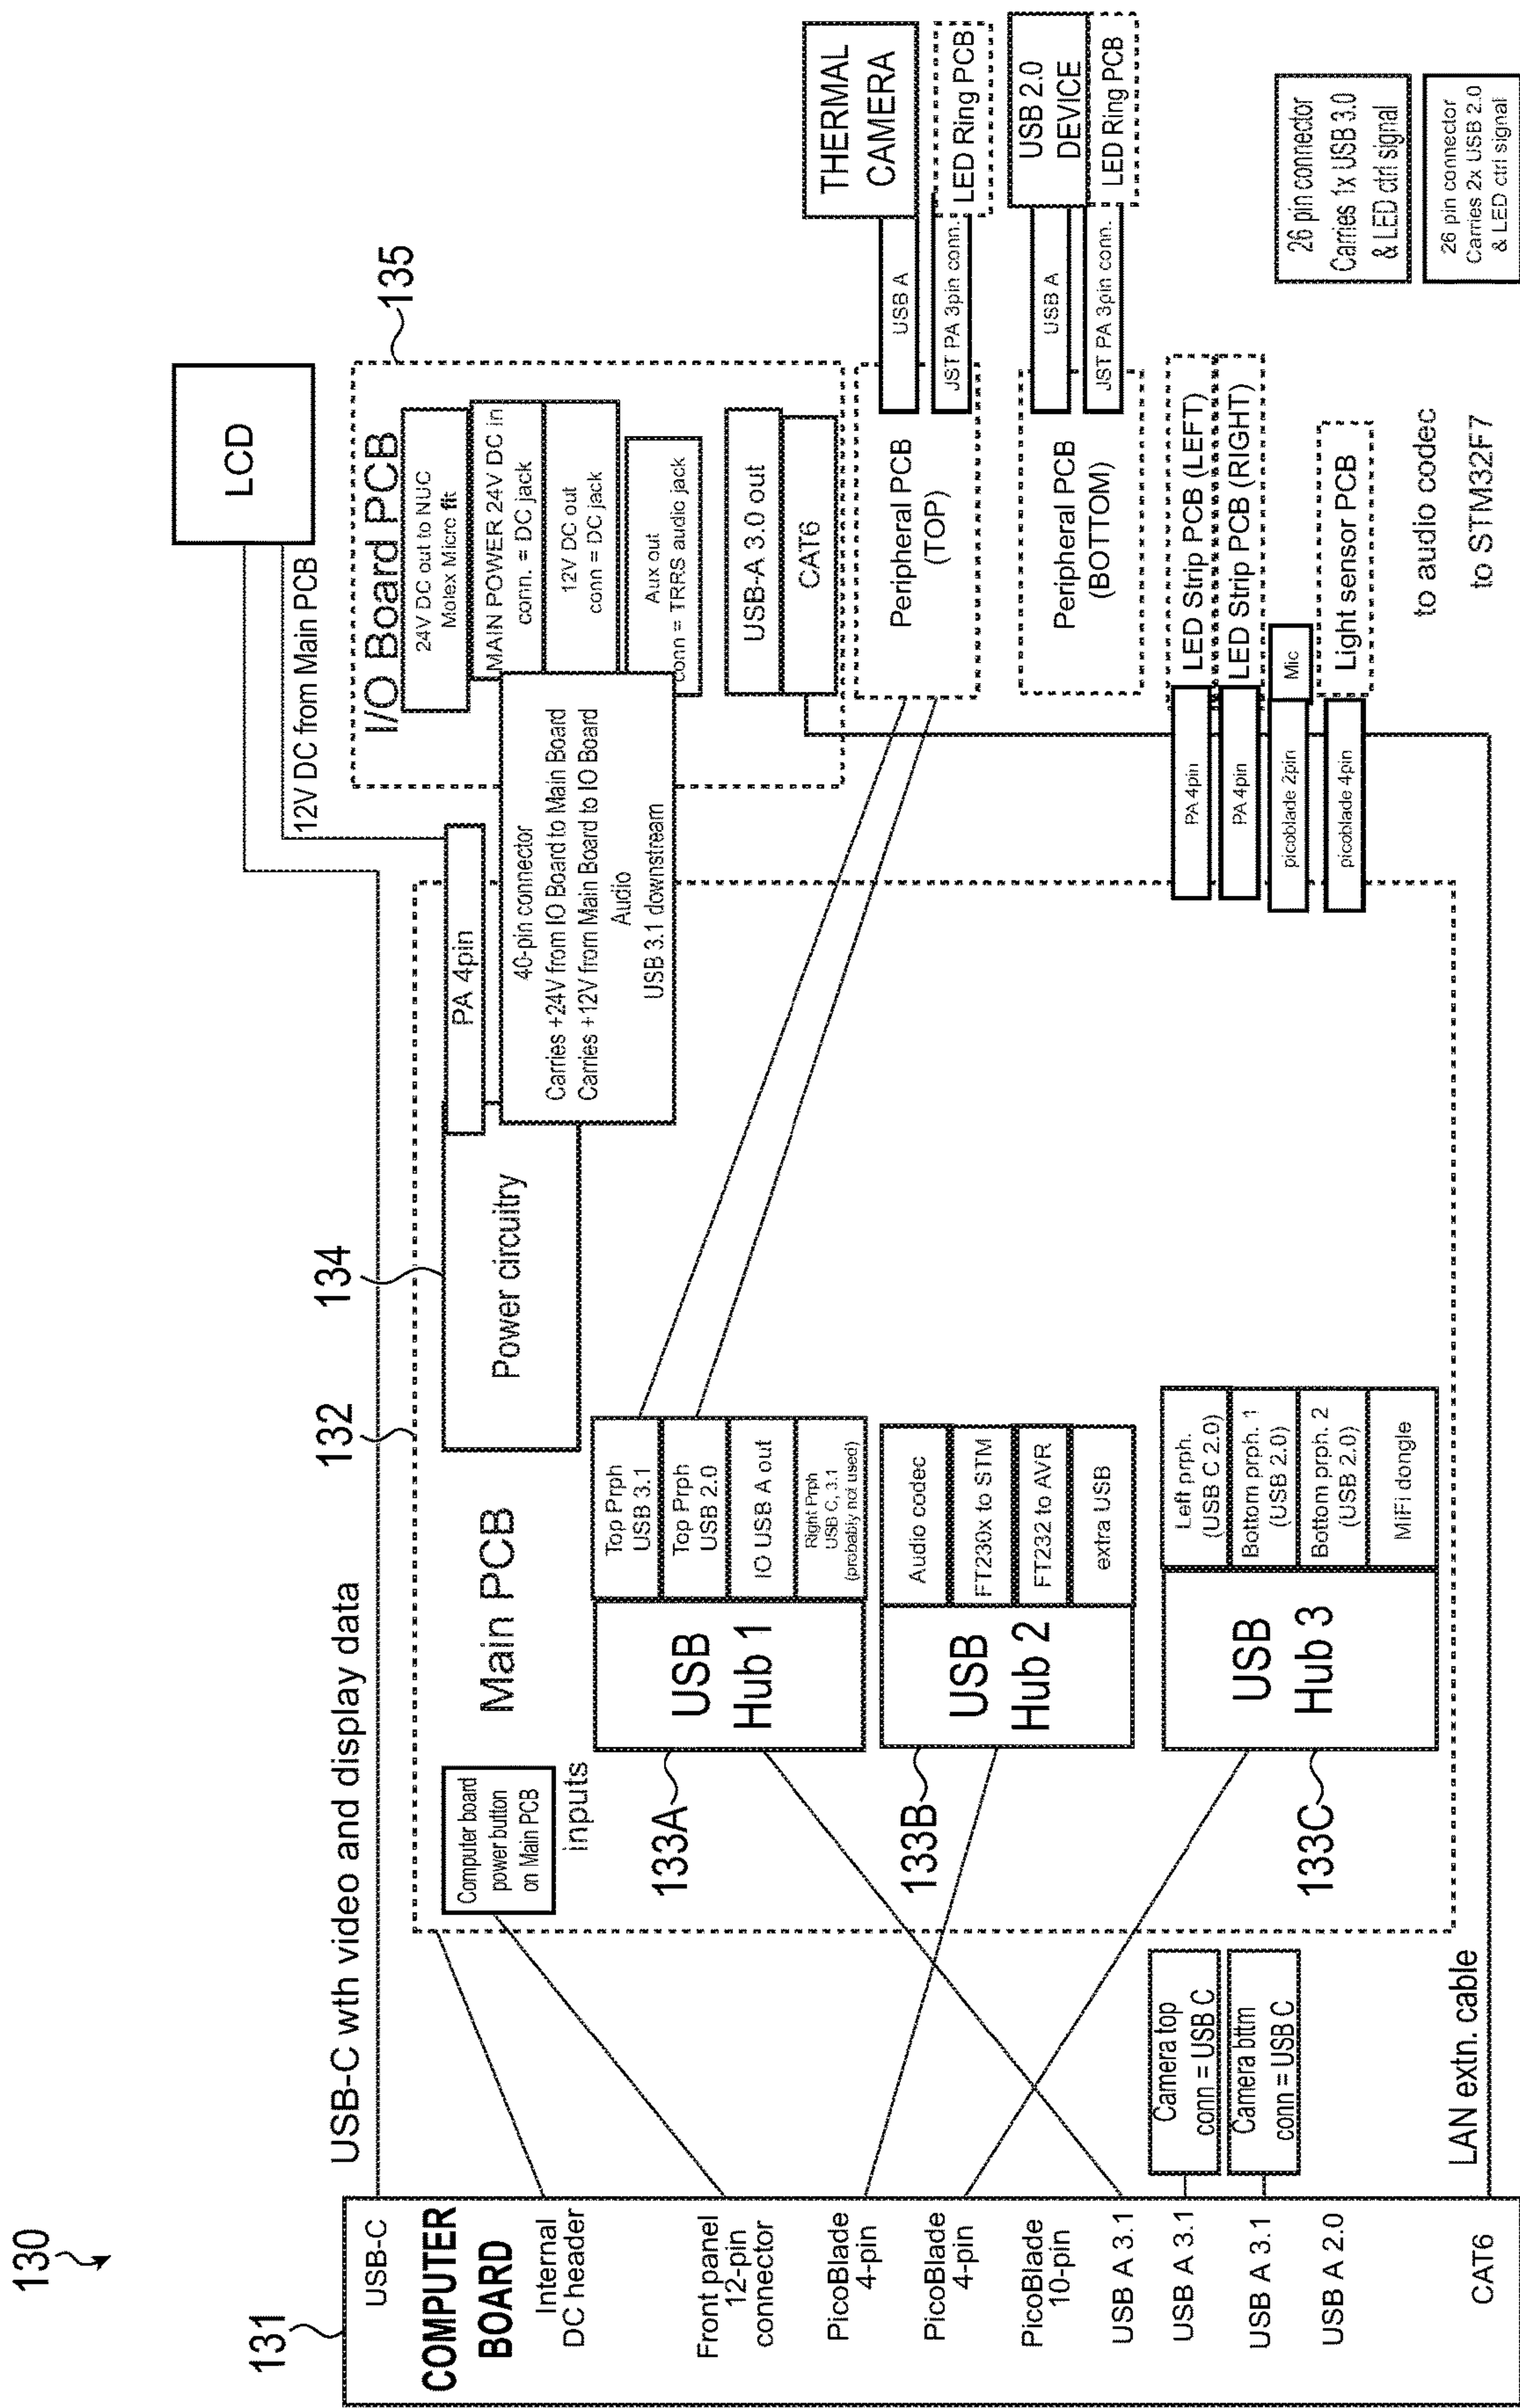 130
131
USB-C
COMPUTER
BOARD
Internal
DC header
Front panel
12-pin
connector
PicoBlade
4-pin
PicoBlade
4-pin
PicoBlade
10-pin
USB A 3.1
USB A 3.1
USB A 3.1
USB A 2.0
CAT6
USB-C wth video and display data
LAN extn. cable
Camera top
conn = USB C
Camera bttm
conn = USB C
132
Main PCB
Computer board
power button
on Main PCB
inputs
134
Power circuitry
PA 4pin
133A
USB
Hub 1
Top Prph
USB 3.1
Top Prph
USB 2.0
IO USB A out
Right Prph
USB C, 3.1
(probably not used)
133B
USB
Hub 2
Audio codec
FT230x to STM
FT232 to AVR
extra USB
133C
USB
Hub 3
Left prph.
(USB C 2.0)
Bottom prph. 1
(USB 2.0)
Bottom prph. 2
(USB 2.0)
MiFi dongle
40-pin connector
Carries +24V from IO Board to Main Board
Carries +12V from Main Board to IO Board
Audio
USB 3.1 downstream
LCD
12V DC from Main PCB
135
I/O Board PCB
24V DC out to NUC
Molex Micro fit
MAIN POWER 24V DC in
conn. = DC jack
12V DC out
conn = DC jack
Aux out
conn = TRRS audio jack
USB-A 3.0 out
CAT6
Peripheral PCB
(TOP)
USB A
JST PA 3pin conn.
THERMAL
CAMERA
LED Ring PCB
Peripheral PCB
(BOTTOM)
USB A
JST PA 3pin conn.
USB 2.0
DEVICE
LED Ring PCB
PA 4pin
LED Strip PCB (LEFT)
PA 4pin
LED Strip PCB (RIGHT)
picoblade 2pin
Mic
picoblade 4pin
Light sensor PCB
to audio codec
to STM32F7
26 pin connector
Carries 1x USB 3.0
& LED ctrl signal
26 pin connector
Carries 2x USB 2.0
& LED ctrl signal